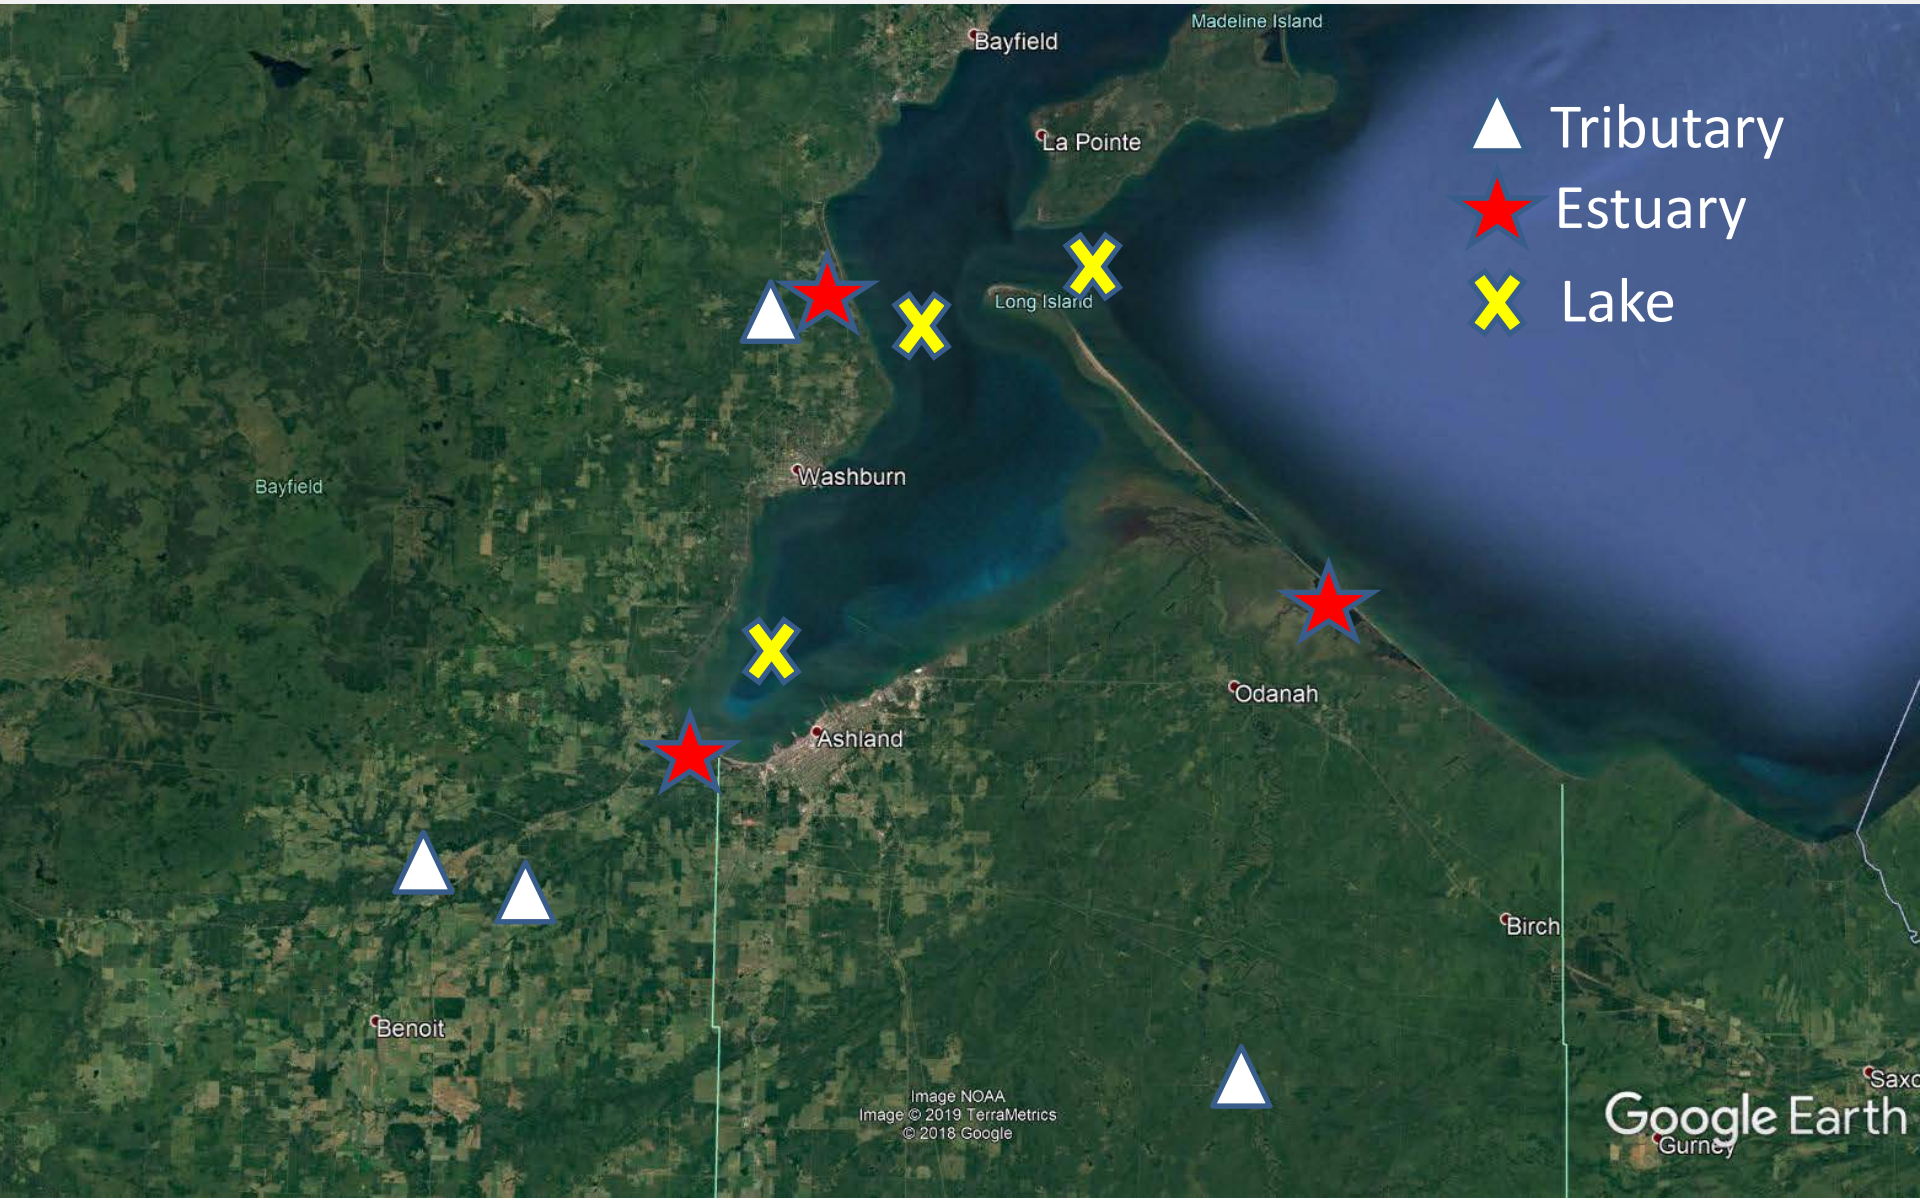 Madeline Island
Bayfield
La Pointe
Tributary
Estuary
Lake
Long Island
Washburn
Bayfield
Odanah
Ashland
Birch
Benoit
Saxo
Image NOAA
Image © 2019 TerraMetrics
© 2018 Google
Google Earth
Gurney